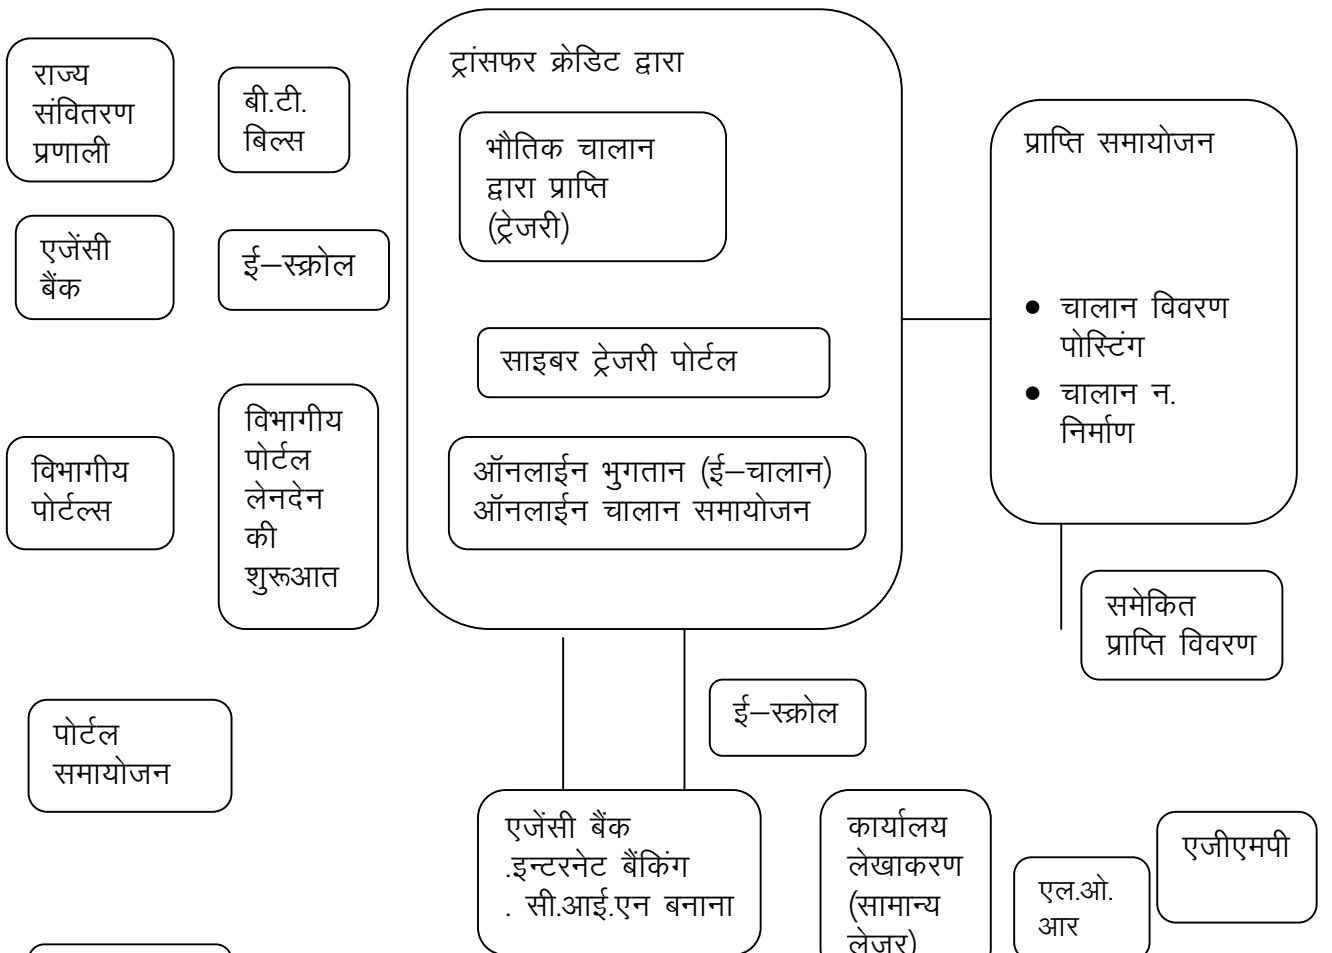 राज्य
संवितरण
प्रणाली
बी.टी.
बिल्स
ट्रांसफर क्रेडिट द्वारा
भौतिक चालान
द्वारा प्राप्ति
(ट्रेजरी)
प्राप्ति समायोजन
एजेंसी
बैंक
ई–स्क्रोल
साइबर ट्रेजरी पोर्टल
• चालान विवरण
पोस्टिंग
• चालान न.
निर्माण
विभागीय
पोर्टल्स
विभागीय
पोर्टल
लेनदेन
की
शुरूआत
ऑनलाईन भुगतान (ई–चालान)
ऑनलाईन चालान समायोजन
समेकित
प्राप्ति विवरण
ई–स्क्रोल
पोर्टल
समायोजन
एजेंसी बैंक
.इन्टरनेट बैंकिंग
. सी.आई.एन बनाना
कार्यालय
लेखाकरण
(सामान्य
लेजर)
एल.ओ.
आर
एजीएमपी